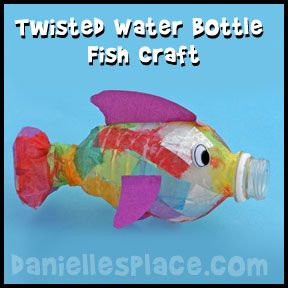 Twisted Water Bottle
Fish Craft
DaniellesPlace.com